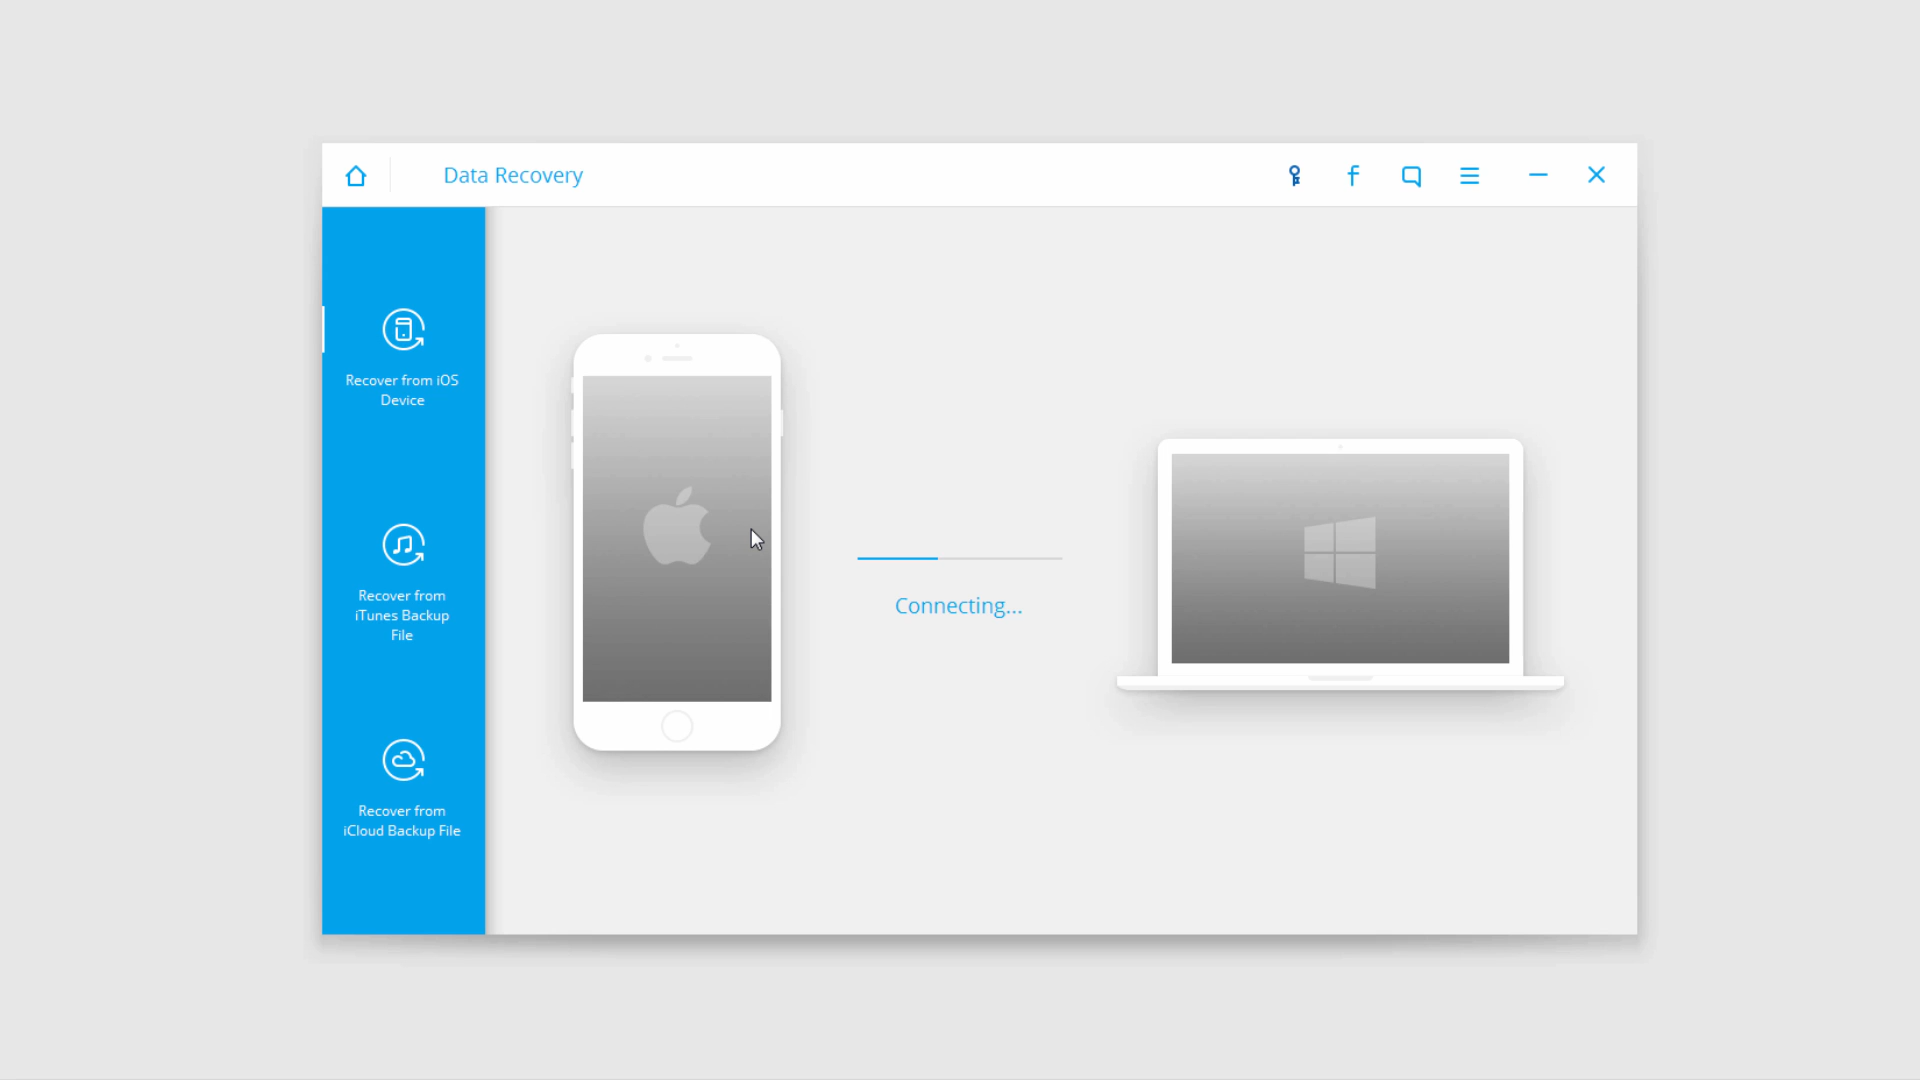 Data Recovery
Recover from iOS
Device
Recover from
iTunes Backup
File
Recover from
iCloud Backup File
Connecting...